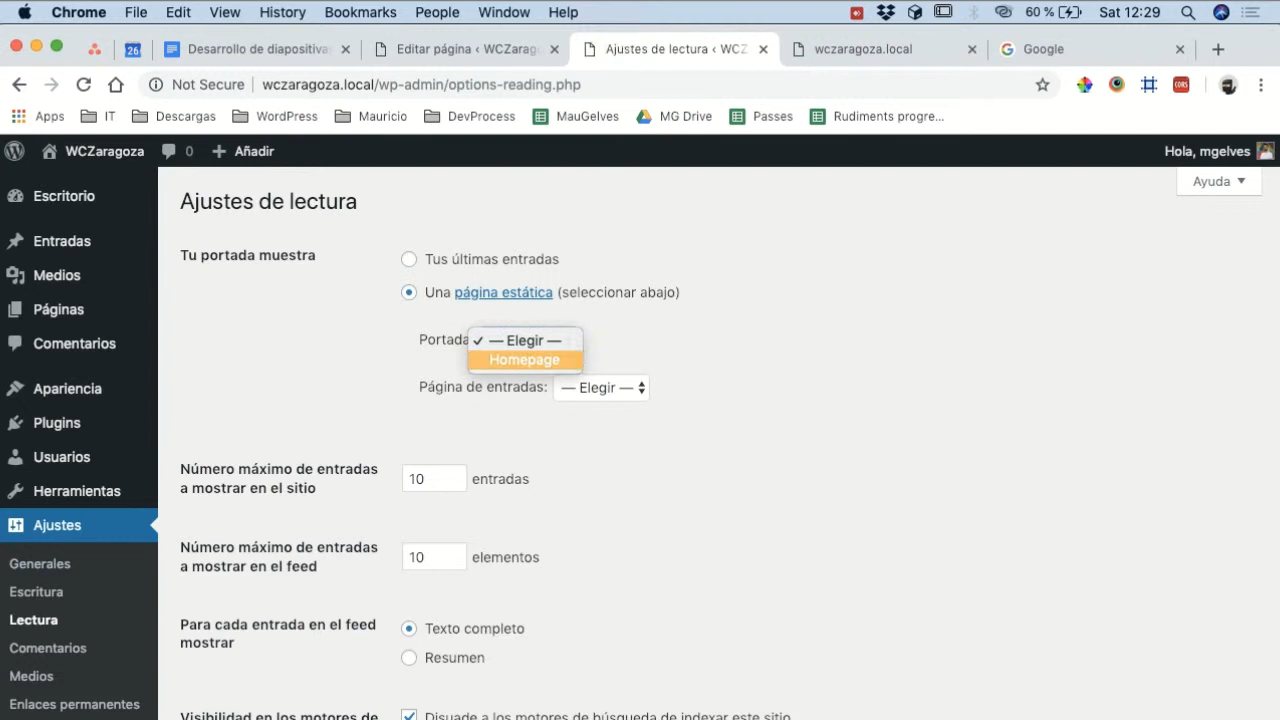 Chrome File Edit View History Bookmarks People Window Help 60 % Sat 12:29
26 Desarrollo de diapositiva Editar página ‹ WCZarag Ajustes de lectura ‹ WCZ wczaragoza.local Google
Not Secure wczaragoza.local/wp-admin/options-reading.php CORS
Apps IT Descargas WordPress Mauricio DevProcess MauGelves MG Drive Passes Rudiments progre...
WCZaragoza 0 Añadir Hola, mgelves
Ayuda
Escritorio
Entradas
Medios
Páginas
Comentarios
Apariencia
Plugins
Usuarios
Herramientas
Ajustes
Generales
Escritura
Lectura
Comentarios
Medios
Enlaces permanentes
Ajustes de lectura
Tu portada muestra
Tus últimas entradas
Una página estática (seleccionar abajo)
Portada — Elegir —
Homepage
Página de entradas: — Elegir —
Número máximo de entradas
a mostrar en el sitio
10 entradas
Número máximo de entradas
a mostrar en el feed
10 elementos
Para cada entrada en el feed
mostrar
Texto completo
Resumen
Visibilidad en los motores de
Disuade a los motores de búsqueda de indexar este sitio